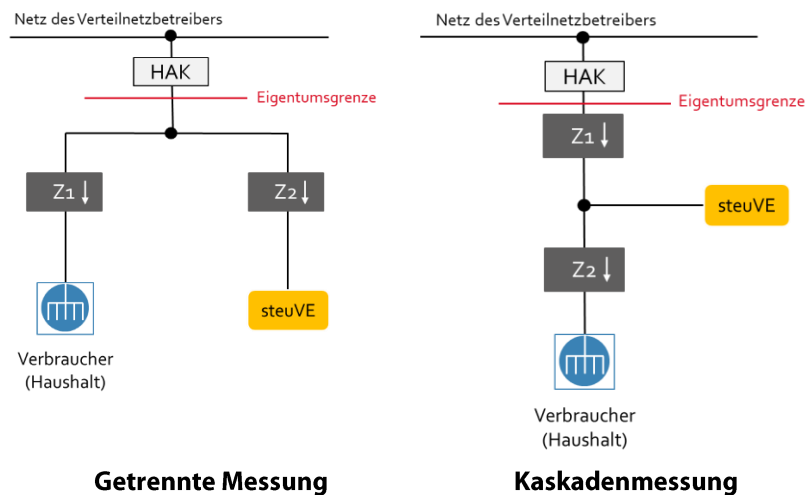 Netz des Verteilnetzbetreibers
HAK
Eigentumsgrenze
Z1 ↓
Z2 ↓
steuVE
Verbraucher
(Haushalt)
Getrennte Messung
Netz des Verteilnetzbetreibers
HAK
Eigentumsgrenze
Z1 ↓
steuVE
Z2 ↓
Verbraucher
(Haushalt)
Kaskadenmessung